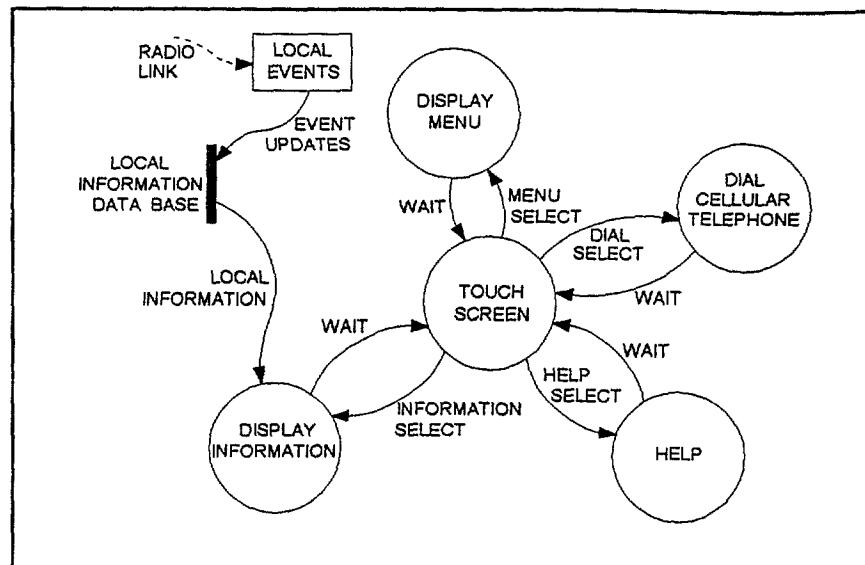 RADIO
LINK
LOCAL
EVENTS
EVENT
UPDATES
LOCAL
INFORMATION
DATA BASE
DISPLAY
MENU
WAIT
MENU
SELECT
DIAL
CELLULAR
TELEPHONE
DIAL
SELECT
WAIT
LOCAL
INFORMATION
TOUCH
SCREEN
WAIT
WAIT
HELP
SELECT
INFORMATION
SELECT
DISPLAY
INFORMATION
HELP